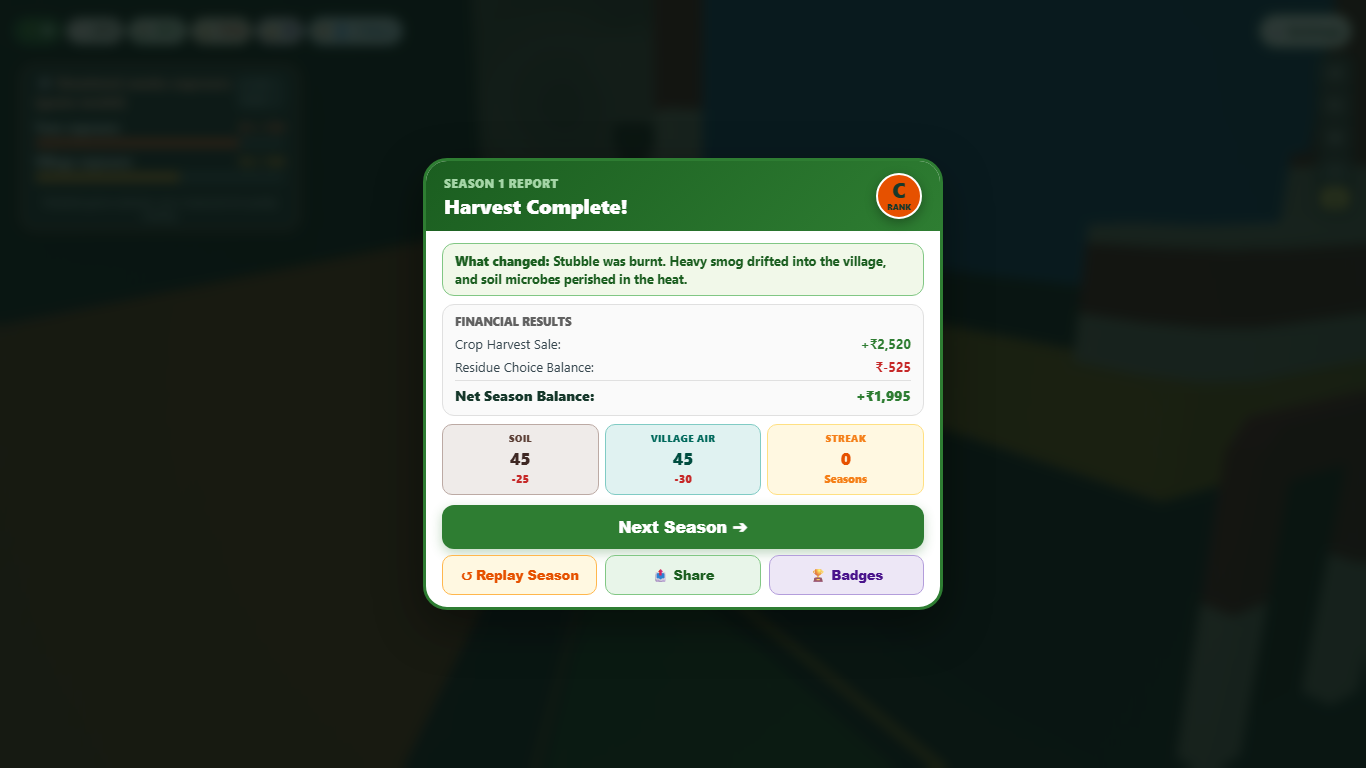 SEASON 1 REPORT
Harvest Complete!
C
RANK
What changed: Stubble was burnt. Heavy smog drifted into the village,
and soil microbes perished in the heat.
FINANCIAL RESULTS
Crop Harvest Sale: +₹2,520
Residue Choice Balance: ₹-525
Net Season Balance: +₹1,995
SOIL
45
-25
VILLAGE AIR
45
-30
STREAK
0
Seasons
Next Season ➔
↺ Replay Season
📤 Share
🏆 Badges